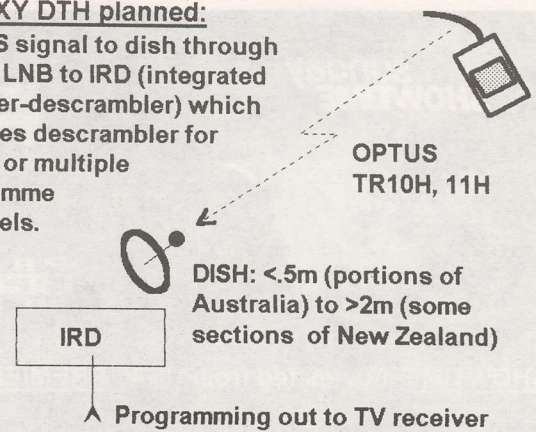 XY DTH planned:
S signal to dish through
LNB to IRD (integrated
er-descrambler) which
es descrambler for
or multiple
mme
els.
OPTUS
TR10H, 11H
DISH: <.5m (portions of
Australia) to >2m (some
sections of New Zealand)
IRD
Programming out to TV receiver